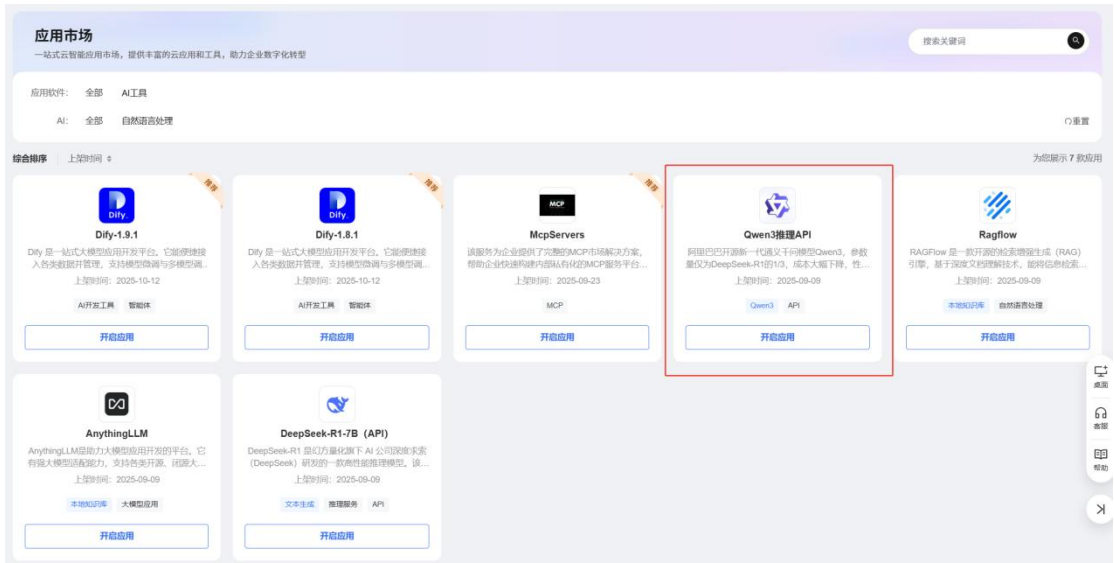 应用市场
一站式云智能应用市场，提供丰富的云应用和工具，助力企业数字化转型
搜索关键词
应用软件： 全部 AI工具
AI： 全部 自然语言处理
重置
综合排序 上架时间
为您展示 7 款应用
推荐
Dify
Dify-1.9.1
Dify 是一站式大模型应用开发平台。它能便捷接
入各类数据并管理，支持模型微调与多模型调...
上架时间：2025-10-12
AI开发工具 智能体
开启应用
推荐
Dify
Dify-1.8.1
Dify 是一站式大模型应用开发平台。它能便捷接
入各类数据并管理，支持模型微调与多模型调...
上架时间：2025-10-12
AI开发工具 智能体
开启应用
推荐
MCP
McpServers
该服务为企业提供了完整的MCP市场解决方案，
帮助企业快速构建内部私有化的MCP服务平台...
上架时间：2025-09-23
MCP
开启应用
Qwen3推理API
阿里巴巴开源新一代通义千问模型Qwen3，参数
量仅为DeepSeek-R1的1/3，成本大幅下降，性...
上架时间：2025-09-09
Qwen3 API
开启应用
Ragflow
RAGFlow 是一款开源的检索增强生成（RAG）
引擎，基于深度文档理解技术，能将信息检索...
上架时间：2025-09-09
本地知识库 自然语言处理
开启应用
AnythingLLM
AnythingLLM是助力大模型应用开发的平台。它
有强大模型适配能力，支持各类开源、闭源大...
上架时间：2025-09-09
本地知识库 大模型应用
开启应用
DeepSeek-R1-7B（API）
DeepSeek-R1 是幻方量化旗下 AI 公司深度求索
（DeepSeek）研发的一款高性能推理模型。该...
上架时间：2025-09-09
文本生成 推理服务 API
开启应用
桌面
客服
帮助